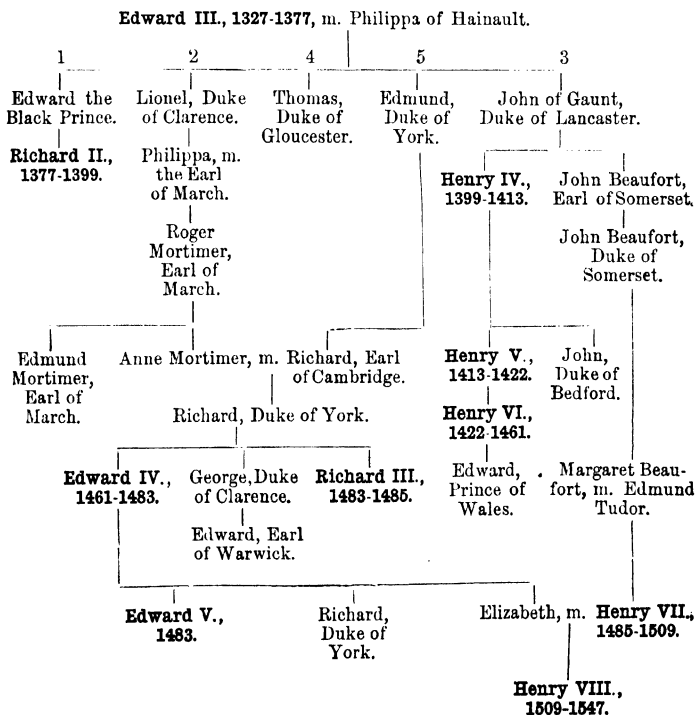 Edward III., 1327-1377, m. Philippa of Hainault.
1 2 4 5 3
Edward the Black Prince.
Lionel, Duke of Clarence.
Thomas, Duke of Gloucester.
Edmund, Duke of York.
John of Gaunt, Duke of Lancaster.
Richard II., 1377-1399.
Philippa, m. the Earl of March.
Henry IV., 1399-1413.
John Beaufort, Earl of Somerset.
Roger Mortimer, Earl of March.
John Beaufort, Duke of Somerset.
Edmund Mortimer, Earl of March.
Anne Mortimer, m. Richard, Earl of Cambridge.
Henry V., 1413-1422.
John, Duke of Bedford.
Richard, Duke of York.
Henry VI., 1422-1461.
Edward IV., 1461-1483.
George, Duke of Clarence.
Richard III., 1483-1485.
Edward, Prince of Wales.
Margaret Beaufort, m. Edmund Tudor.
Edward, Earl of Warwick.
Edward V., 1483.
Richard, Duke of York.
Elizabeth, m. Henry VII., 1485-1509.
Henry VIII., 1509-1547.